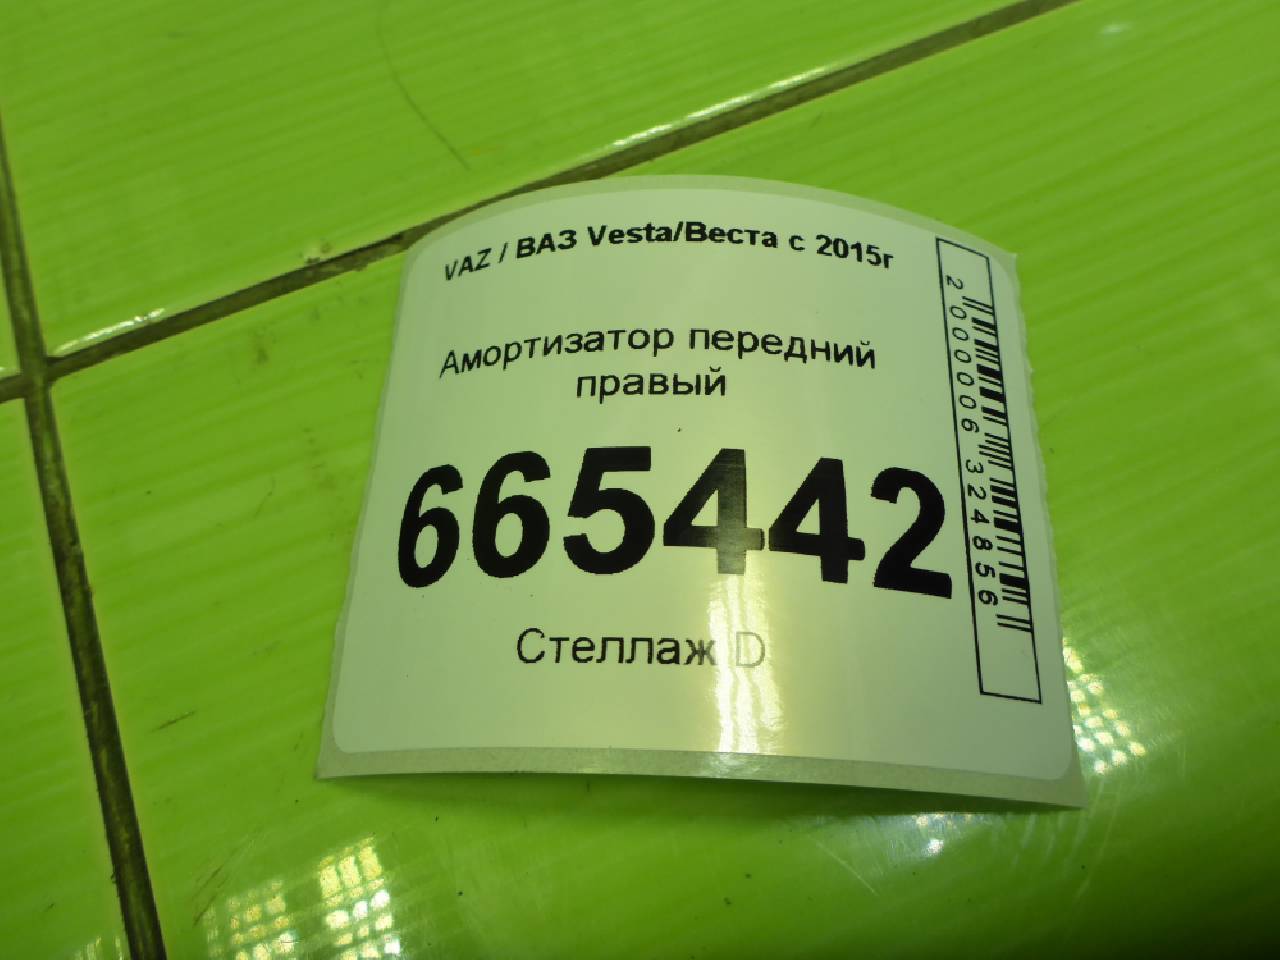 VAZ / ВАЗ Vesta/Веста с 2015г
Амортизатор передний
правый
665442
Стеллаж D
2000006324856